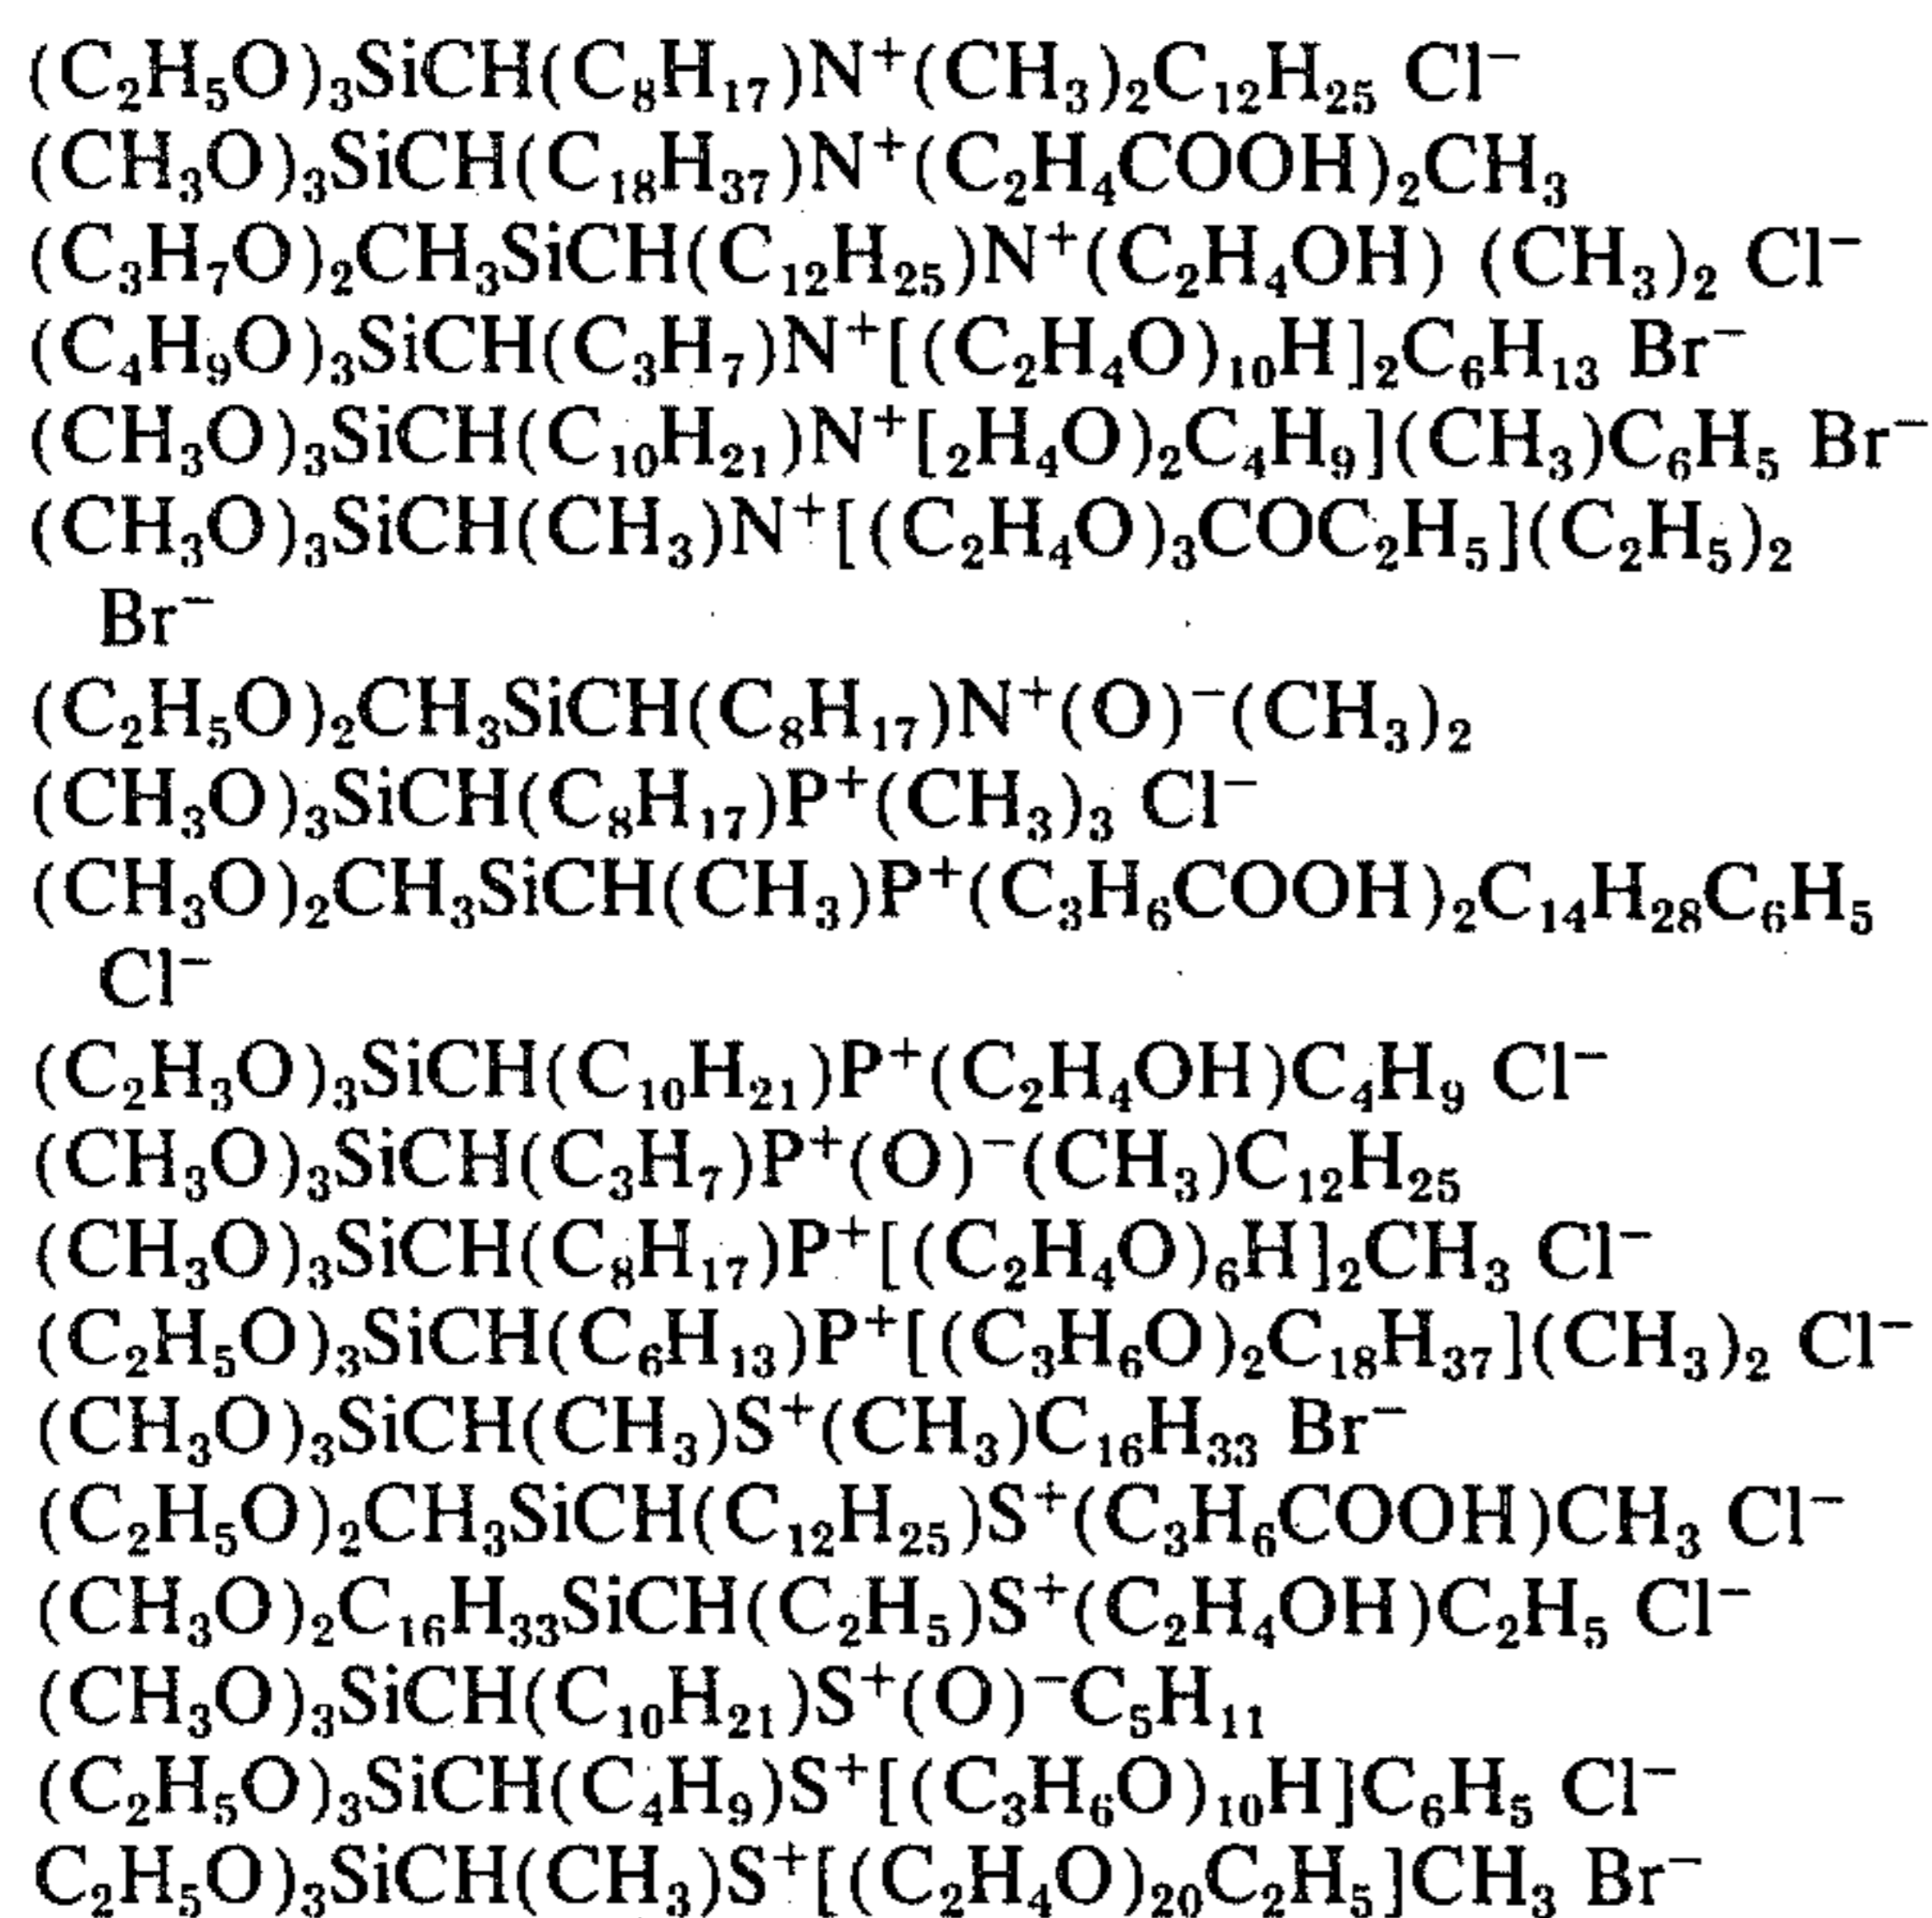 (C₂H₅O)₃SiCH(C₈H₁₇)N⁺(CH₃)₂C₁₂H₂₅ Cl⁻
(CH₃O)₃SiCH(C₁₈H₃₇)N⁺(C₂H₄COOH)₂CH₃
(C₃H₇O)₂CH₃SiCH(C₁₂H₂₅)N⁺(C₂H₄OH) (CH₃)₂ Cl⁻
(C₄H₉O)₃SiCH(C₃H₇)N⁺[(C₂H₄O)₁₀H]₂C₆H₁₃ Br⁻
(CH₃O)₃SiCH(C₁₀H₂₁)N⁺[₂H₄O)₂C₄H₉](CH₃)C₆H₅ Br⁻
(CH₃O)₃SiCH(CH₃)N⁺[(C₂H₄O)₃COC₂H₅](C₂H₅)₂
Br⁻
(C₂H₅O)₂CH₃SiCH(C₈H₁₇)N⁺(O)⁻(CH₃)₂
(CH₃O)₃SiCH(C₈H₁₇)P⁺(CH₃)₃ Cl⁻
(CH₃O)₂CH₃SiCH(CH₃)P⁺(C₃H₆COOH)₂C₁₄H₂₈C₆H₅
Cl⁻
(C₂H₃O)₃SiCH(C₁₀H₂₁)P⁺(C₂H₄OH)C₄H₉ Cl⁻
(CH₃O)₃SiCH(C₃H₇)P⁺(O)⁻(CH₃)C₁₂H₂₅
(CH₃O)₃SiCH(C₈H₁₇)P⁺[(C₂H₄O)₆H]₂CH₃ Cl⁻
(C₂H₅O)₃SiCH(C₆H₁₃)P⁺[(C₃H₆O)₂C₁₈H₃₇](CH₃)₂ Cl⁻
(CH₃O)₃SiCH(CH₃)S⁺(CH₃)C₁₆H₃₃ Br⁻
(C₂H₅O)₂CH₃SiCH(C₁₂H₂₅)S⁺(C₃H₆COOH)CH₃ Cl⁻
(CH₃O)₂C₁₆H₃₃SiCH(C₂H₅)S⁺(C₂H₄OH)C₂H₅ Cl⁻
(CH₃O)₃SiCH(C₁₀H₂₁)S⁺(O)⁻C₅H₁₁
(C₂H₅O)₃SiCH(C₄H₉)S⁺[(C₃H₆O)₁₀H]C₆H₅ Cl⁻
C₂H₅O)₃SiCH(CH₃)S⁺[(C₂H₄O)₂₀C₂H₅]CH₃ Br⁻